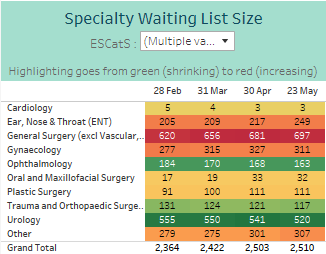 Specialty Waiting List Size
ESCatS : (Multiple va...
Highlighting goes from green (shrinking) to red (increasing)
28 Feb 31 Mar 30 Apr 23 May
Cardiology 5 4 3 3
Ear, Nose & Throat (ENT) 205 209 217 249
General Surgery (excl Vascular, 620 656 681 697
Gynaecology 277 315 327 311
Ophthalmology 184 170 168 163
Oral and Maxillofacial Surgery 17 19 33 32
Plastic Surgery 91 100 111 111
Trauma and Orthopaedic Surge.. 131 124 121 117
Urology 555 550 541 520
Other 279 275 301 307
Grand Total 2,364 2,422 2,503 2,510